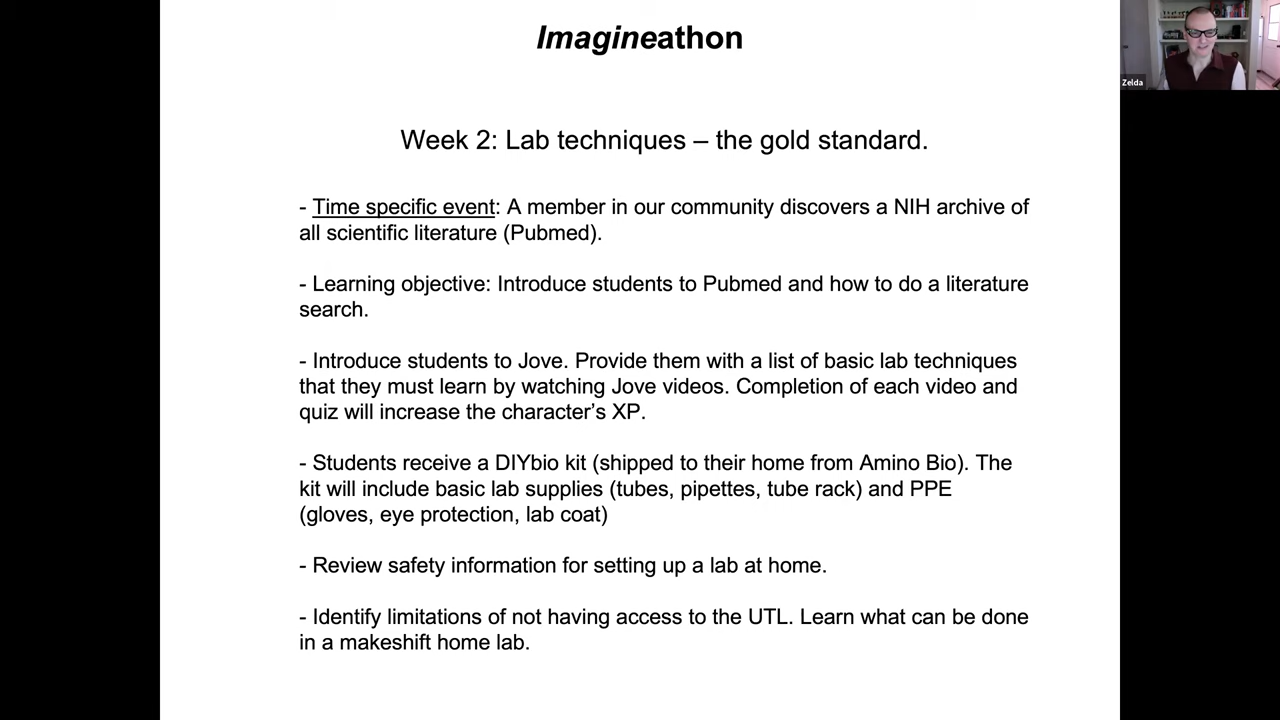 Imagineathon
Zelda
Week 2: Lab techniques – the gold standard.
- Time specific event: A member in our community discovers a NIH archive of
all scientific literature (Pubmed).
- Learning objective: Introduce students to Pubmed and how to do a literature
search.
- Introduce students to Jove. Provide them with a list of basic lab techniques
that they must learn by watching Jove videos. Completion of each video and
quiz will increase the character’s XP.
- Students receive a DIYbio kit (shipped to their home from Amino Bio). The
kit will include basic lab supplies (tubes, pipettes, tube rack) and PPE
(gloves, eye protection, lab coat)
- Review safety information for setting up a lab at home.
- Identify limitations of not having access to the UTL. Learn what can be done
in a makeshift home lab.